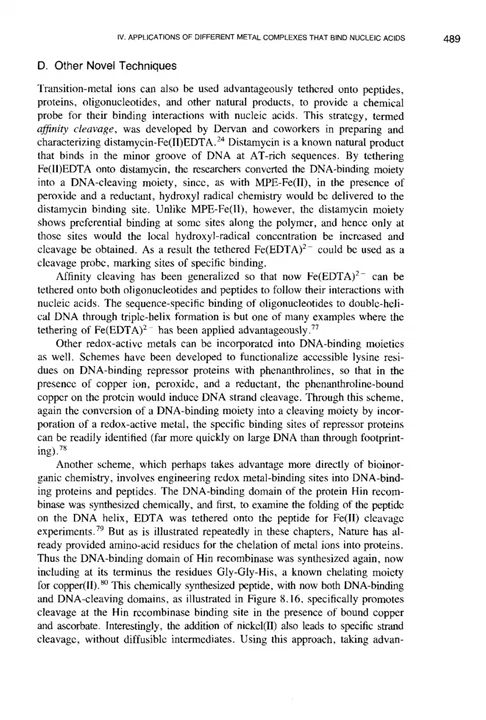 IV. APPLICATIONS OF DIFFERENT METAL COMPLEXES THAT BIND NUCLEIC ACIDS 489
D. Other Novel Techniques
Transition-metal ions can also be used advantageously tethered onto peptides,
proteins, oligonucleotides, and other natural products, to provide a chemical
probe for their binding interactions with nucleic acids. This strategy, termed
affinity cleavage, was developed by Dervan and coworkers in preparing and
characterizing distamycin-Fe(II)EDTA.²⁴ Distamycin is a known natural product
that binds in the minor groove of DNA at AT-rich sequences. By tethering
Fe(II)EDTA onto distamycin, the researchers converted the DNA-binding moiety
into a DNA-cleaving moiety, since, as with MPE-Fe(II), in the presence of
peroxide and a reductant, hydroxyl radical chemistry would be delivered to the
distamycin binding site. Unlike MPE-Fe(II), however, the distamycin moiety
shows preferential binding at some sites along the polymer, and hence only at
those sites would the local hydroxyl-radical concentration be increased and
cleavage be obtained. As a result the tethered Fe(EDTA)²⁻ could be used as a
cleavage probe, marking sites of specific binding.
Affinity cleaving has been generalized so that now Fe(EDTA)²⁻ can be
tethered onto both oligonucleotides and peptides to follow their interactions with
nucleic acids. The sequence-specific binding of oligonucleotides to double-heli-
cal DNA through triple-helix formation is but one of many examples where the
tethering of Fe(EDTA)²⁻ has been applied advantageously.⁷⁷
Other redox-active metals can be incorporated into DNA-binding moieties
as well. Schemes have been developed to functionalize accessible lysine resi-
dues on DNA-binding repressor proteins with phenanthrolines, so that in the
presence of copper ion, peroxide, and a reductant, the phenanthroline-bound
copper on the protein would induce DNA strand cleavage. Through this scheme,
again the conversion of a DNA-binding moiety into a cleaving moiety by incor-
poration of a redox-active metal, the specific binding sites of repressor proteins
can be readily identified (far more quickly on large DNA than through footprint-
ing).⁷⁸
Another scheme, which perhaps takes advantage more directly of bioinor-
ganic chemistry, involves engineering redox metal-binding sites into DNA-bind-
ing proteins and peptides. The DNA-binding domain of the protein Hin recom-
binase was synthesized chemically, and first, to examine the folding of the peptide
on the DNA helix, EDTA was tethered onto the peptide for Fe(II) cleavage
experiments.⁷⁹ But as is illustrated repeatedly in these chapters, Nature has al-
ready provided amino-acid residues for the chelation of metal ions into proteins.
Thus the DNA-binding domain of Hin recombinase was synthesized again, now
including at its terminus the residues Gly-Gly-His, a known chelating moiety
for copper(II).⁸⁰ This chemically synthesized peptide, with now both DNA-binding
and DNA-cleaving domains, as illustrated in Figure 8.16, specifically promotes
cleavage at the Hin recombinase binding site in the presence of bound copper
and ascorbate. Interestingly, the addition of nickel(II) also leads to specific strand
cleavage, without diffusible intermediates. Using this approach, taking advan-